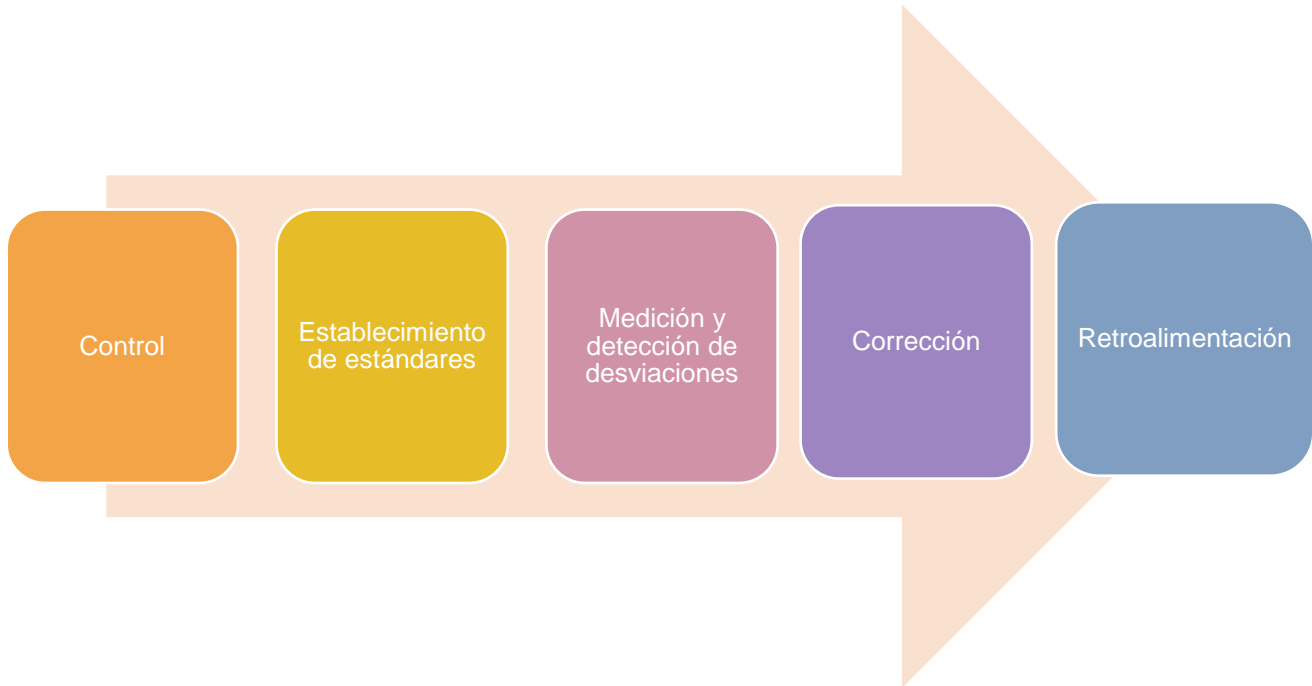 Control
Establecimiento
de estándares
Medición y
detección de
desviaciones
Corrección
Retroalimentación